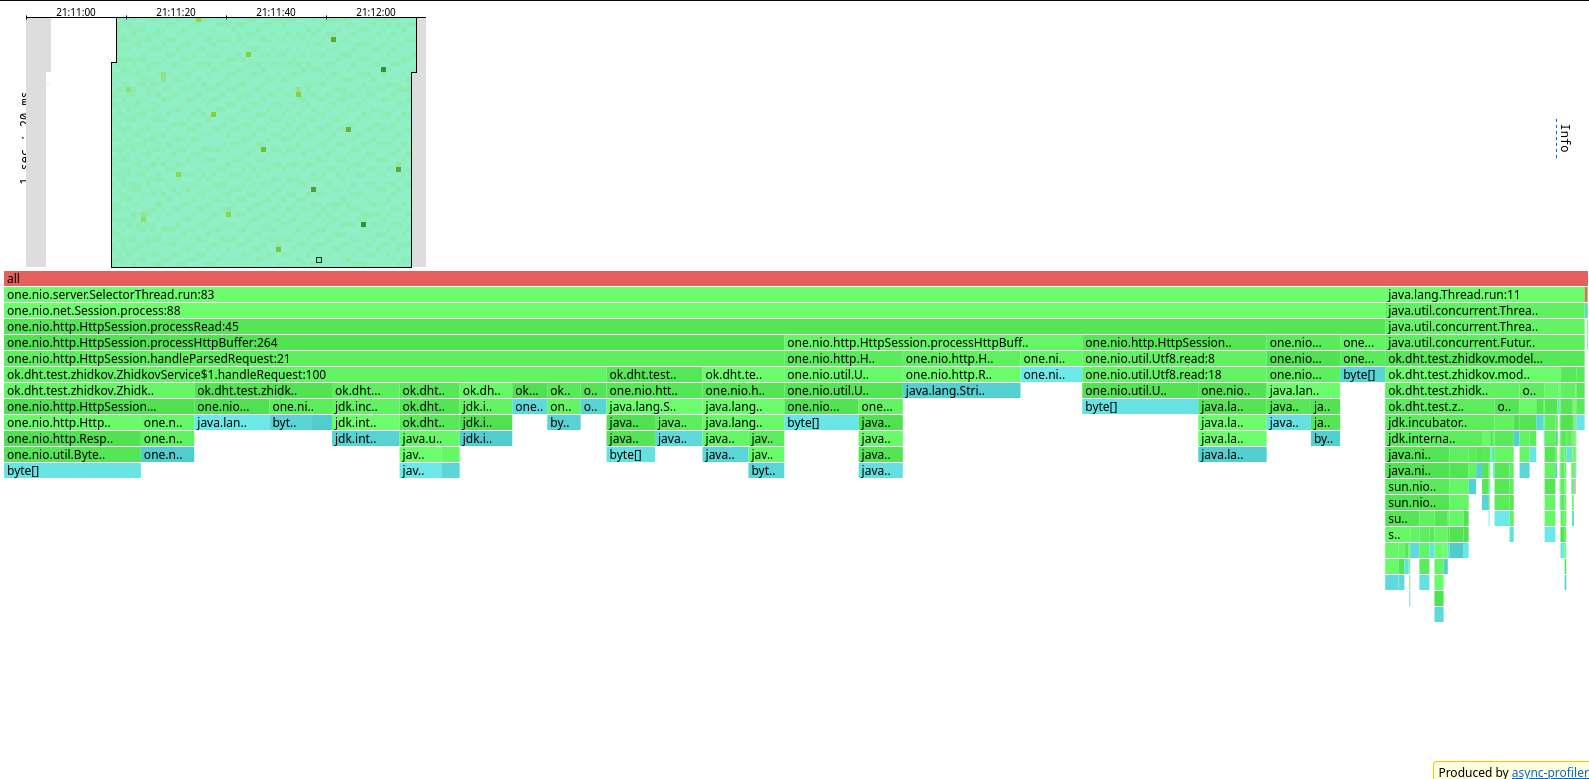 21:11:00 21:11:20 21:11:40 21:12:00
1 sec : 20 ms
Info
all
one.nio.server.SelectorThread.run:83 java.lang.Thread.run:11
one.nio.net.Session.process:88 java.util.concurrent.Threa..
one.nio.http.HttpSession.processRead:45 java.util.concurrent.Threa..
one.nio.http.HttpSession.processHttpBuffer:264 one.nio.http.HttpSession.processHttpBuff.. one.nio.http.HttpSession.. one.nio... one... java.util.concurrent.Futur..
one.nio.http.HttpSession.handleParsedRequest:21 one.nio.http.H.. one.nio.http.H.. one.ni.. one.nio.util.Utf8.read:8 one.nio... one... ok.dht.test.zhidkov.model...
ok.dht.test.zhidkov.ZhidkovService$1.handleRequest:100 ok.dht.test.. ok.dht.te.. one.nio.util.U.. one.nio.http.R.. one.ni.. one.nio.util.Utf8.read:18 one.nio... byte[] ok.dht.test.zhidkov.mod..
ok.dht.test.zhidkov.Zhidk.. ok.dht.test.zhidk.. ok.dht... ok.dht.. ok.dh.. ok... ok.. o.. one.nio.htt.. one.nio.h.. one.nio.util.U.. java.lang.Stri.. one.nio.util.U.. one.nio.. java.lan.. ok.dht.test.zhidk.. o..
one.nio.http.HttpSession... one.nio... one.ni.. jdk.inc.. ok.dht.. jdk.i.. one.. on.. o.. java.lang.S.. java.lang.. one.nio... one... byte[] java.la.. java.. ja.. ok.dht.test.z.. o..
one.nio.http.Http.. one.n.. java.lan.. byt.. jdk.int.. ok.dht.. jdk.i.. by.. java.. java.. java.lang.. byte[] java.. java.la.. java.. ja.. jdk.incubator..
one.nio.http.Resp.. one.n.. jdk.int.. java.u.. jdk.i.. java.. java.. java.. jav.. java.. java.la.. by.. jdk.interna..
one.nio.util.Byte.. one.n.. jav.. byte[] java.. jav.. java.. java.la.. java.ni..
byte[] jav.. byt.. java.. java.ni..
sun.nio..
sun.nio..
su..
s..
Produced by async-profiler